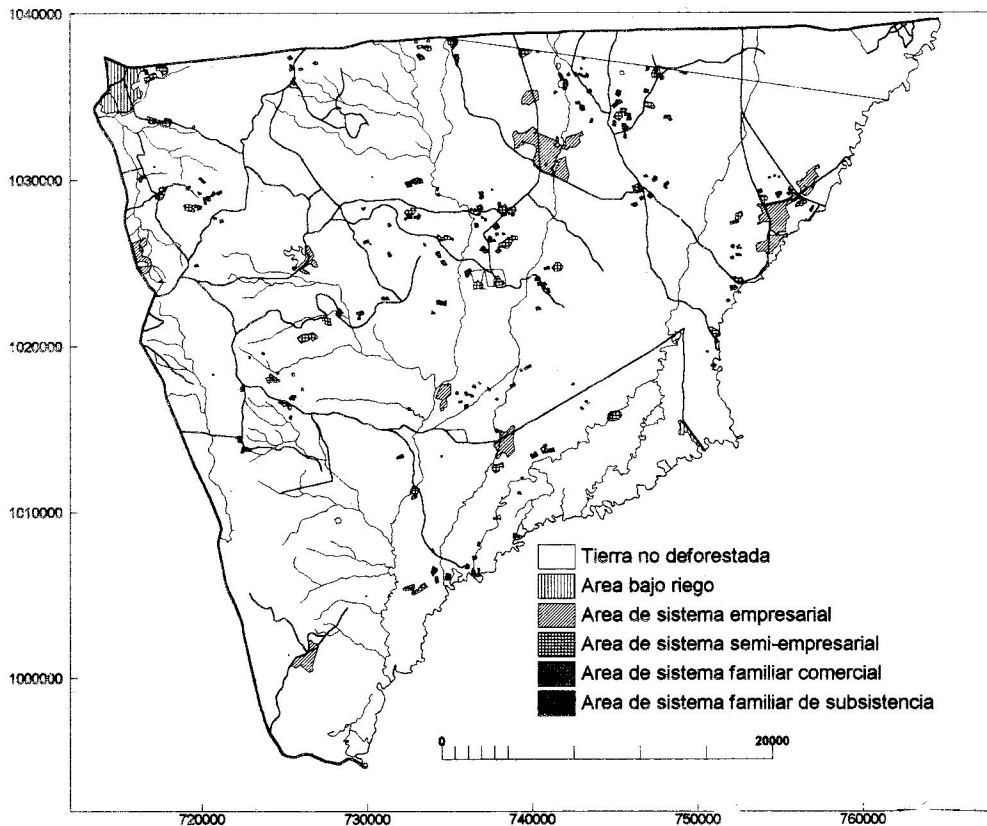 1040000
1030000
1020000
1010000
1000000
Tierra no deforestada
Area bajo riego
Area de sistema empresarial
Area de sistema semi-empresarial
Area de sistema familiar comercial
Area de sistema familiar de subsistencia
0 20000
720000 730000 740000 750000 760000